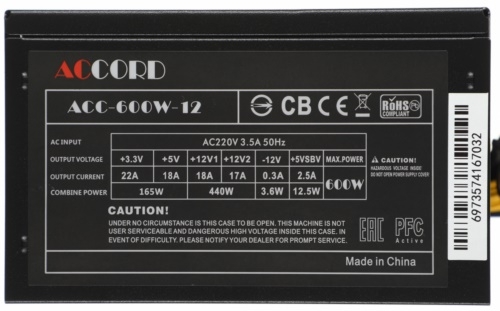 ACCORD
ACC-600W-12
CB CE RoHS COMPLIANT
CAUTION!
HAZARDOUS AREA!
DO NOT OPEN POWER SUPPLY CASE.
AC INPUT AC220V 3.5A 50Hz
OUTPUT VOLTAGE +3.3V +5V +12V1 +12V2 -12V +5VSBV MAX.POWER
OUTPUT CURRENT 22A 18A 18A 17A 0.3A 2.5A 600W
COMBINE POWER 165W 440W 3.6W 12.5W
CAUTION!
UNDER NO CIRCUMSTANCE IS THIS CASE TO BE OPEN. THIS MACHINE IS NOT
USER SERVICEABLE AND DANGEROUS HIGH VOLTAGE INSIDE THIS CASE. IN
EVENT OF DIFFICULTY. PLEASE NOTIFY YOUR DEALER FOR PROMPT SERVICE.
EAC PFC
Active
Made in China
6973574167032